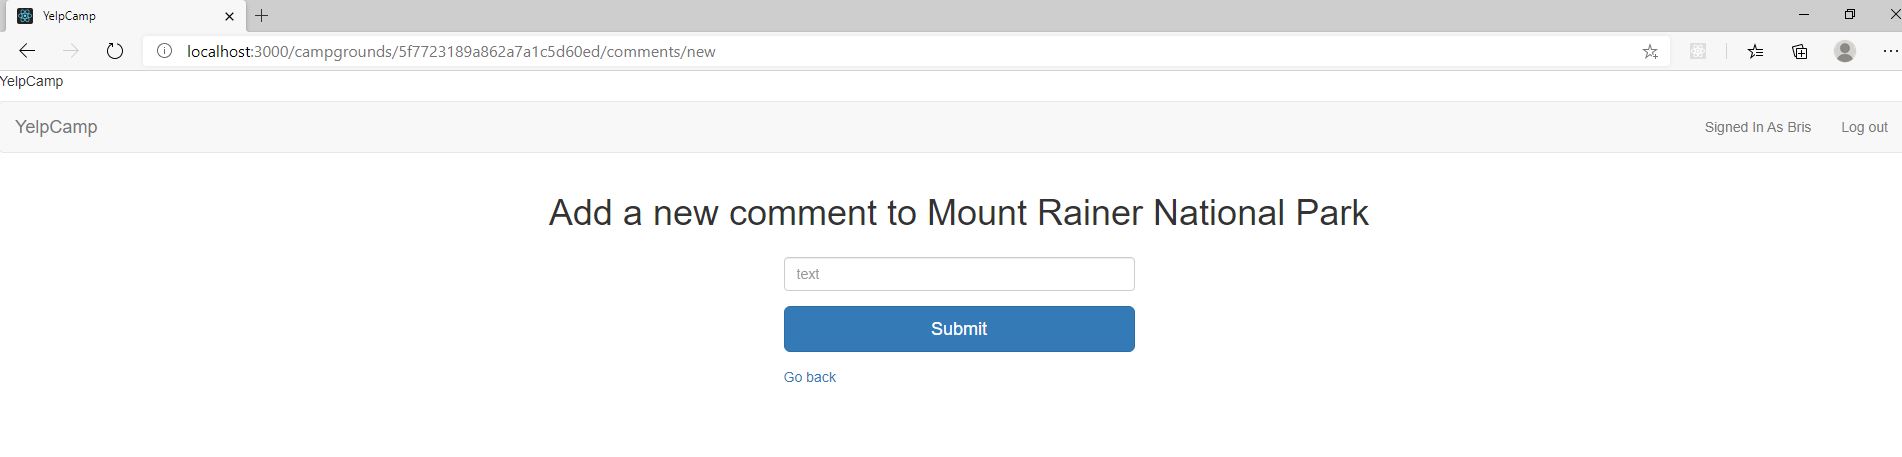 YelpCamp
localhost:3000/campgrounds/5f7723189a862a7a1c5d60ed/comments/new
YelpCamp
YelpCamp Signed In As Bris Log out
Add a new comment to Mount Rainer National Park
text
Submit
Go back